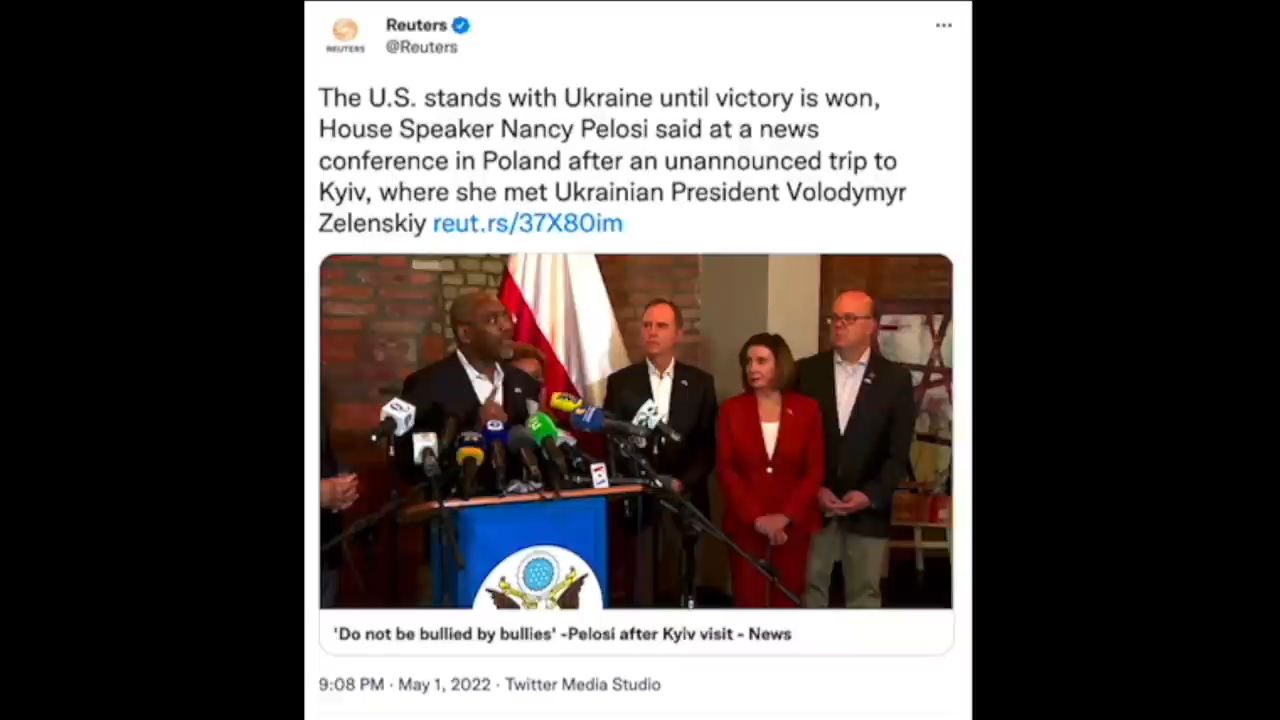 Reuters
@Reuters
REUTERS
The U.S. stands with Ukraine until victory is won,
House Speaker Nancy Pelosi said at a news
conference in Poland after an unannounced trip to
Kyiv, where she met Ukrainian President Volodymyr
Zelenskiy reut.rs/37X8Oim
'Do not be bullied by bullies' -Pelosi after Kyiv visit - News
9:08 PM · May 1, 2022 · Twitter Media Studio